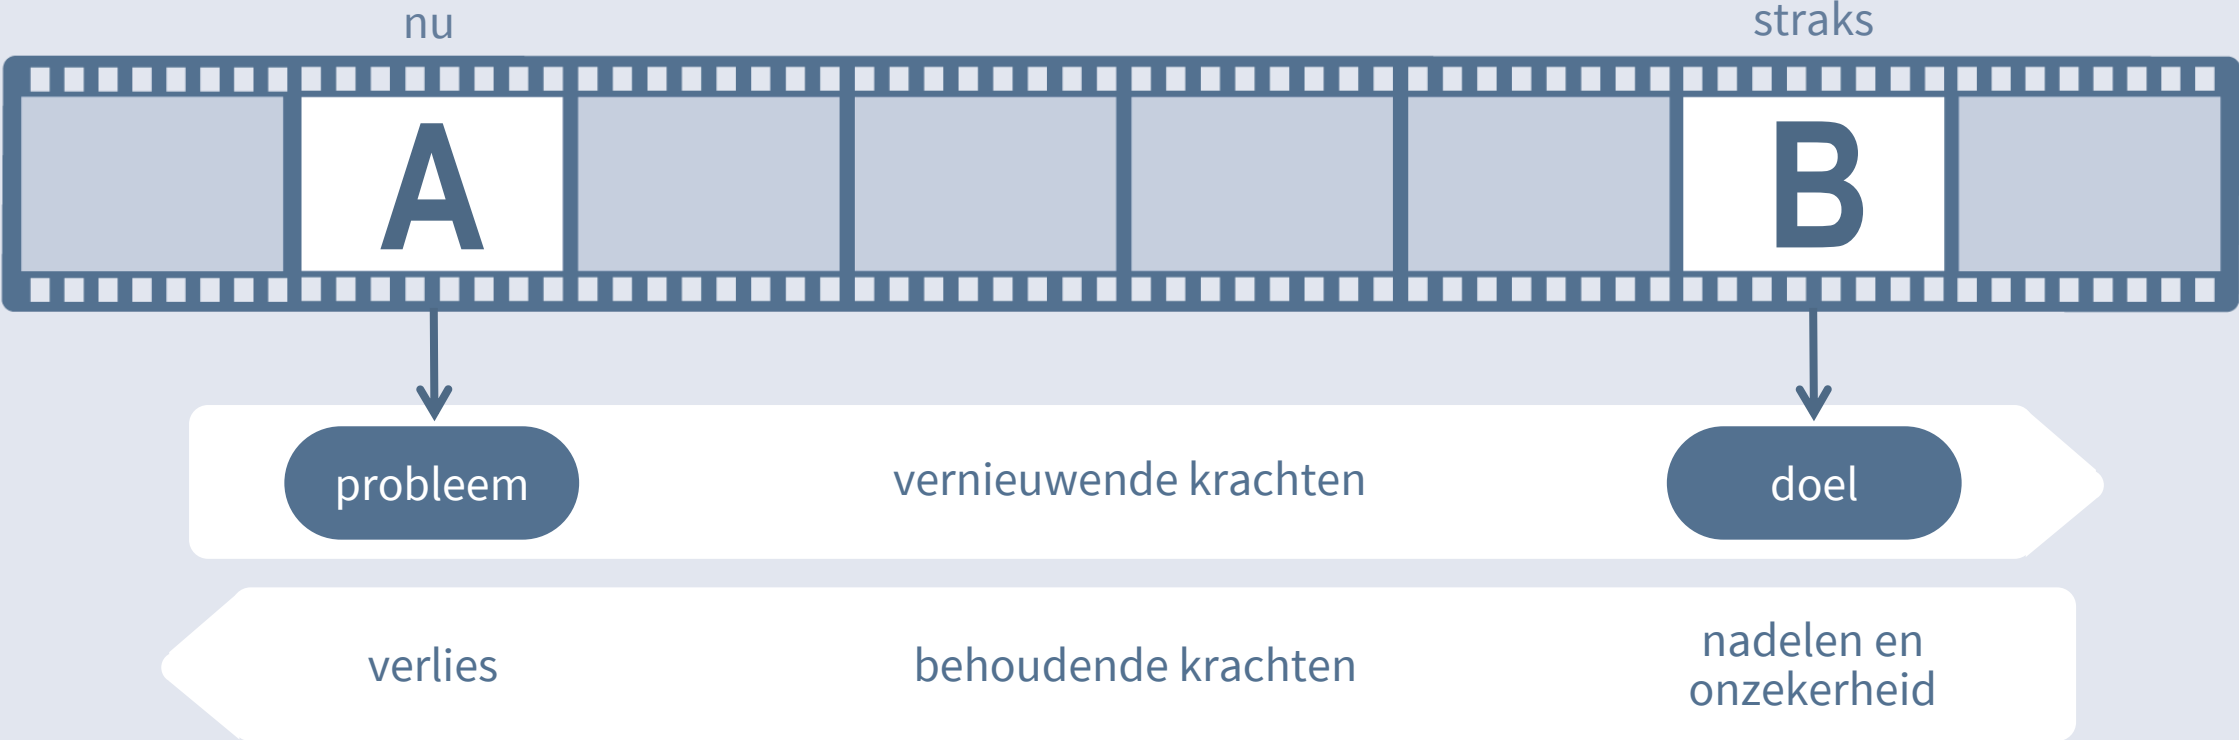 nu
straks
A
B
probleem
vernieuwende krachten
doel
verlies
behoudende krachten
nadelen en
onzekerheid